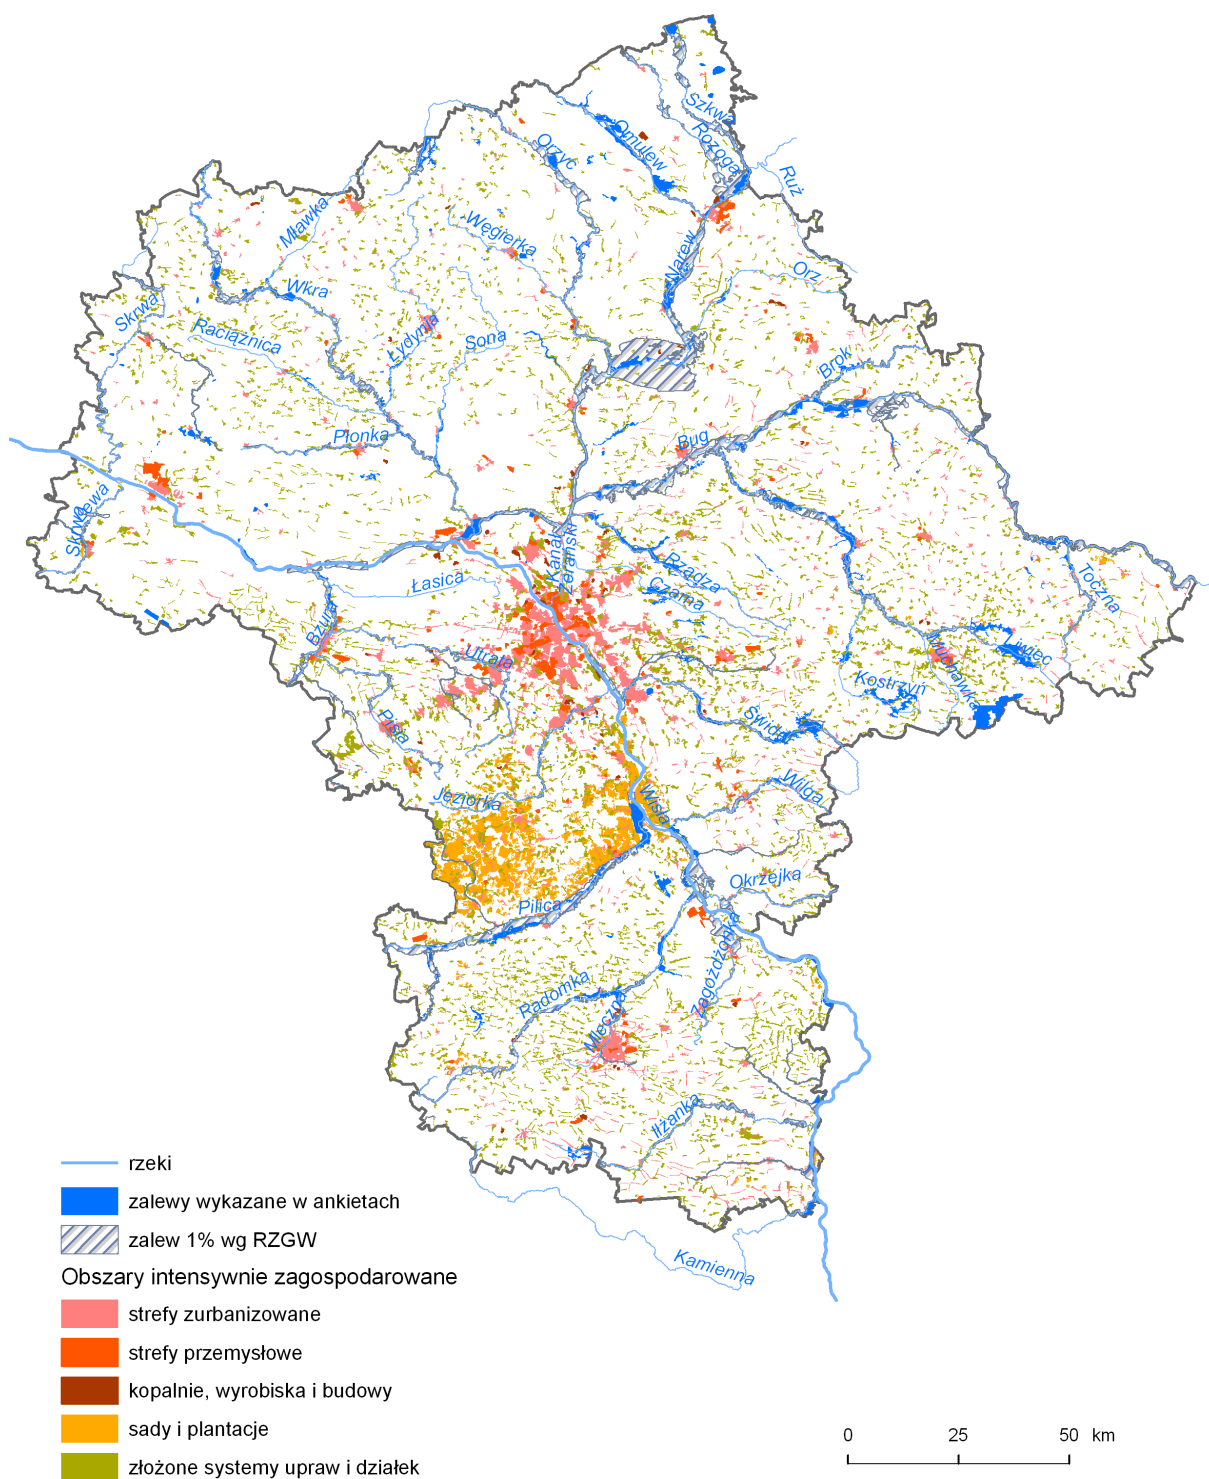 Szkwa
Omulew
Rozoga
Orzyc
Ruż
Mławka
Węgierka
Narew
Orz
Wkra
Skrwa
Raciąźnica
Łydynia
Sona
Brok
Płonka
Bug
Skrwa Lewa
Kanał Żerański
Łasica
Rządza
Czarna
Toczna
Bzura
Utrata
Liwiec
Muchawka
Kostrzyń
Pisia
Świder
Jeziorka
Wisła
Wilga
Okrzejka
Pilica
Zagożdżonka
Radomka
Mleczna
Iłżanka
Kamienna
rzeki
zalewy wykazane w ankietach
zalew 1% wg RZGW
Obszary intensywnie zagospodarowane
strefy zurbanizowane
strefy przemysłowe
kopalnie, wyrobiska i budowy
sady i plantacje
złożone systemy upraw i działek
0 25 50 km